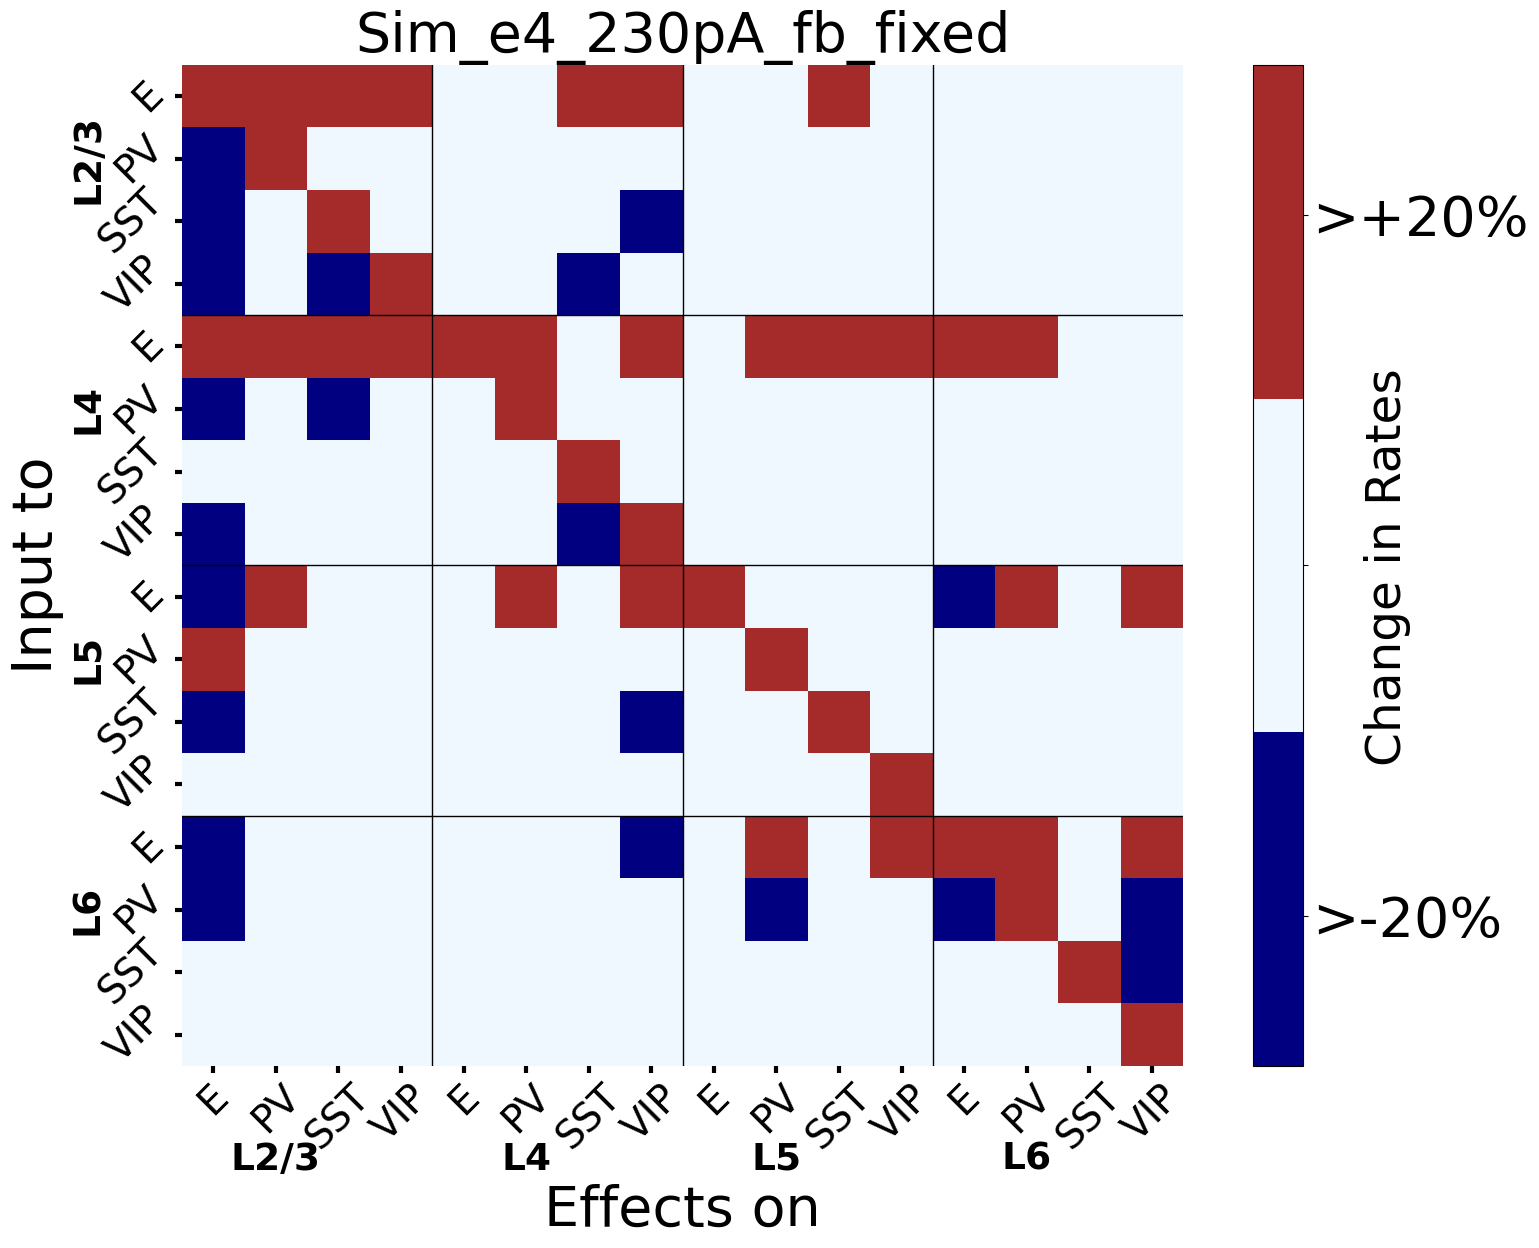 Sim_e4_230pA_fb_fixed
Input to
L2/3
E
PV
SST
VIP
L4
E
PV
SST
VIP
L5
E
PV
SST
VIP
L6
E
PV
SST
VIP
E PV SST VIP E PV SST VIP E PV SST VIP E PV SST VIP
L2/3 L4 L5 L6
Effects on
>+20%
>-20%
Change in Rates